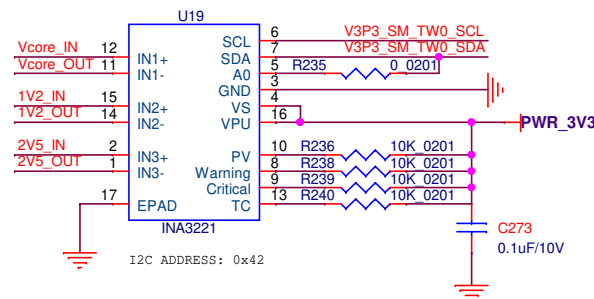 U19
Vcore_IN 12 IN1+ SCL 6 V3P3_SM_TW0_SCL
Vcore_OUT 11 IN1- SDA 7 V3P3_SM_TW0_SDA
A0 5 R235 0_0201
1V2_IN 15 IN2+ GND 3
1V2_OUT 14 IN2- VS 4
VPU 16 PWR_3V3
2V5_IN 2 IN3+ PV 10 R236 10K_0201
2V5_OUT 1 IN3- Warning 8 R238 10K_0201
Critical 9 R239 10K_0201
17 EPAD TC 13 R240 10K_0201
INA3221
C273
0.1uF/10V
I2C ADDRESS: 0x42